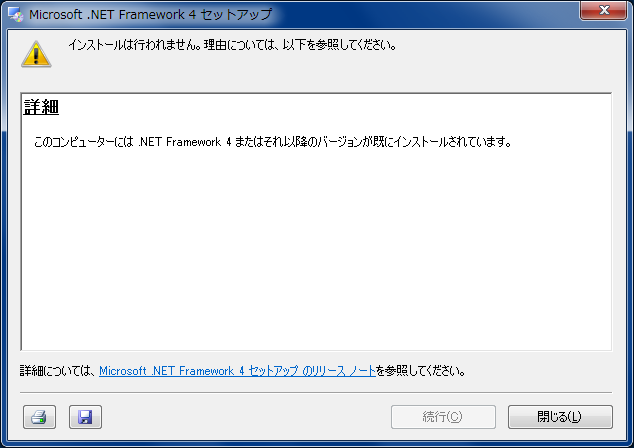 Microsoft .NET Framework 4 セットアップ
インストールは行われません。理由については、以下を参照してください。
詳細
このコンピューターには .NET Framework 4 またはそれ以降のバージョンが既にインストールされています。
詳細については、Microsoft .NET Framework 4 セットアップ のリリース ノートを参照してください。
続行(C)
閉じる(L)